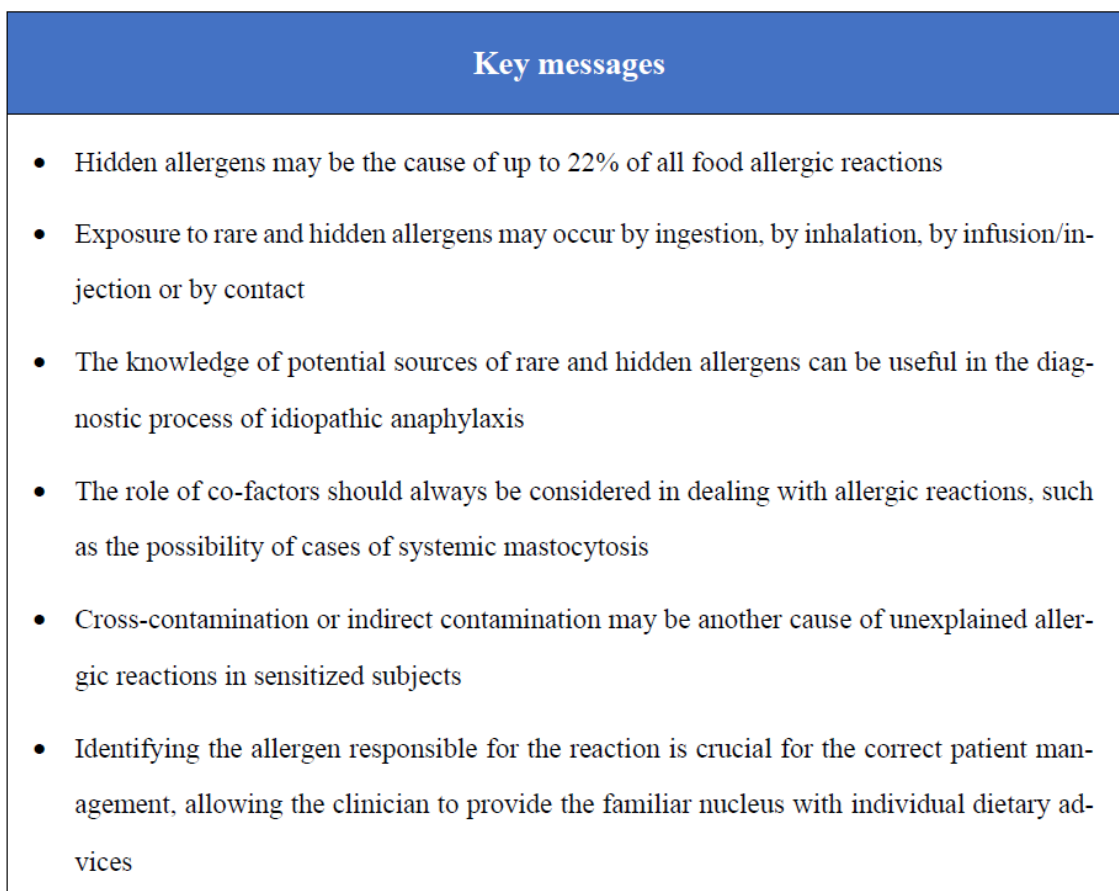 Key messages
• Hidden allergens may be the cause of up to 22% of all food allergic reactions
• Exposure to rare and hidden allergens may occur by ingestion, by inhalation, by infusion/in-
jection or by contact
• The knowledge of potential sources of rare and hidden allergens can be useful in the diag-
nostic process of idiopathic anaphylaxis
• The role of co-factors should always be considered in dealing with allergic reactions, such
as the possibility of cases of systemic mastocytosis
• Cross-contamination or indirect contamination may be another cause of unexplained aller-
gic reactions in sensitized subjects
• Identifying the allergen responsible for the reaction is crucial for the correct patient man-
agement, allowing the clinician to provide the familiar nucleus with individual dietary ad-
vices